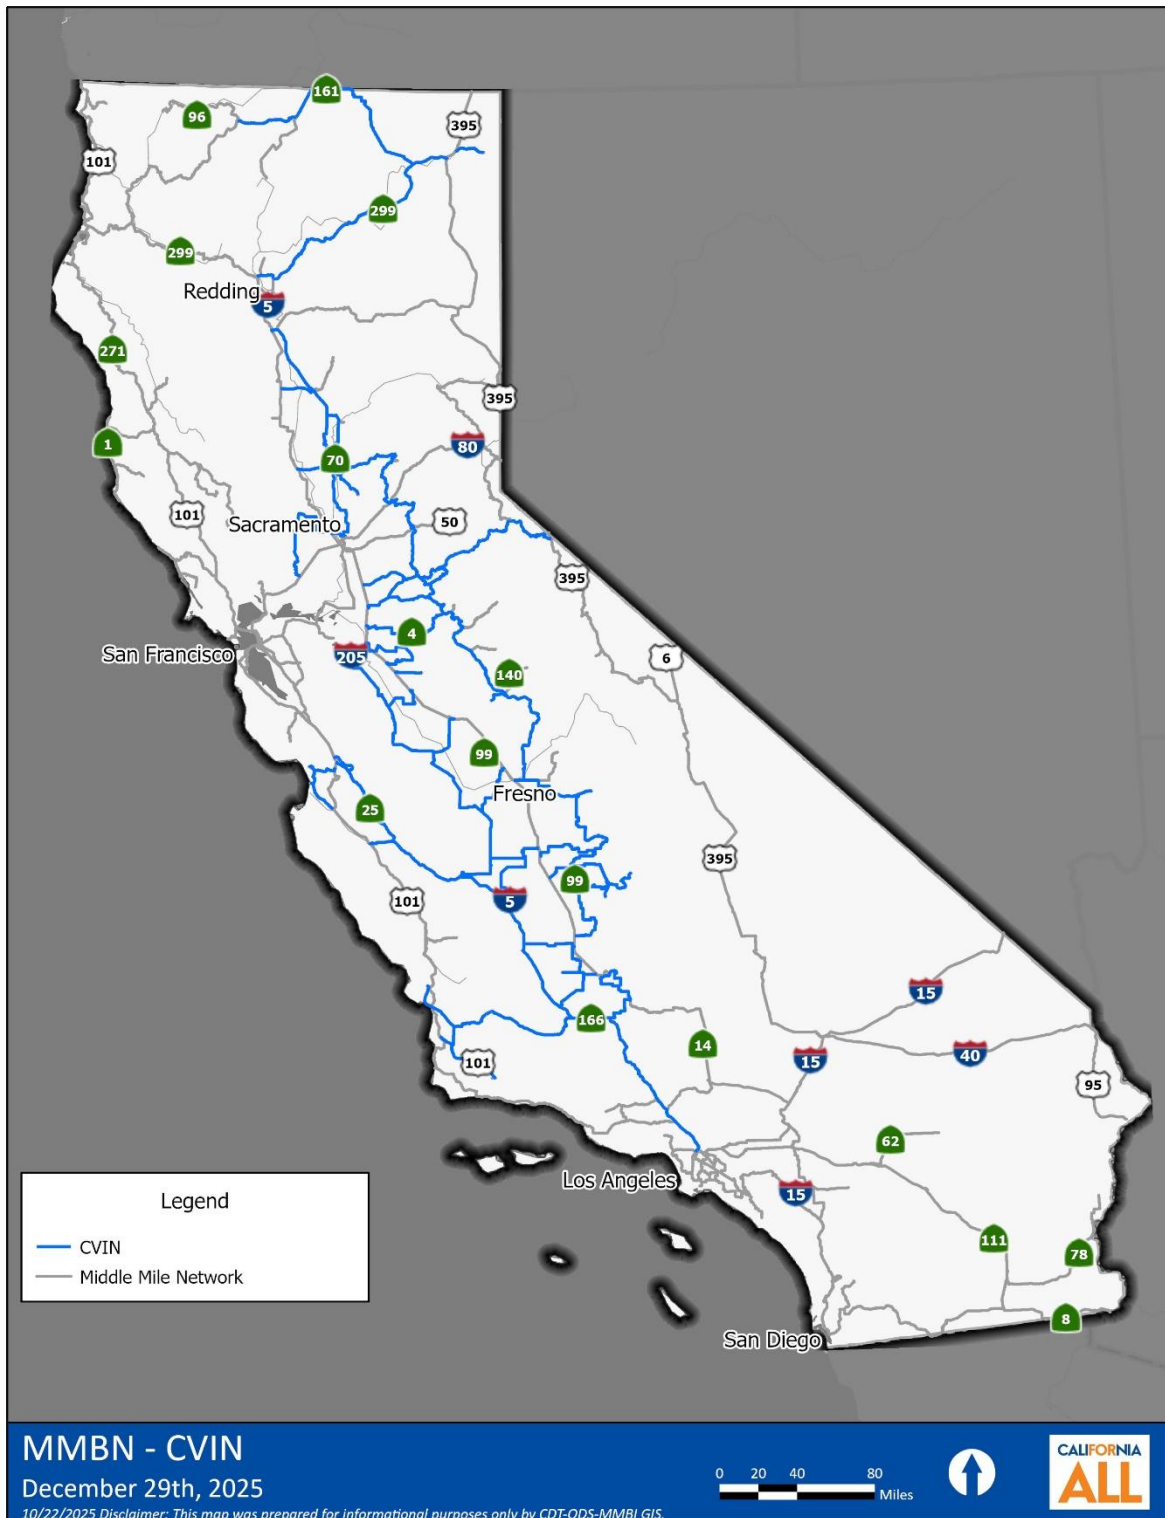 161
96
395
101
299
299
Redding
5
271
395
1
80
70
101
Sacramento
50
395
4
San Francisco
205
6
140
99
Fresno
25
395
99
101
5
15
166
14
15
40
101
95
62
Los Angeles
15
111
78
8
San Diego
Legend
CVIN
Middle Mile Network
MMBN - CVIN
December 29th, 2025
10/22/2025 Disclaimer: This map was prepared for informational purposes only by CDT-ODS-MMBI GIS.
0 20 40 80
Miles
CALIFORNIA
ALL